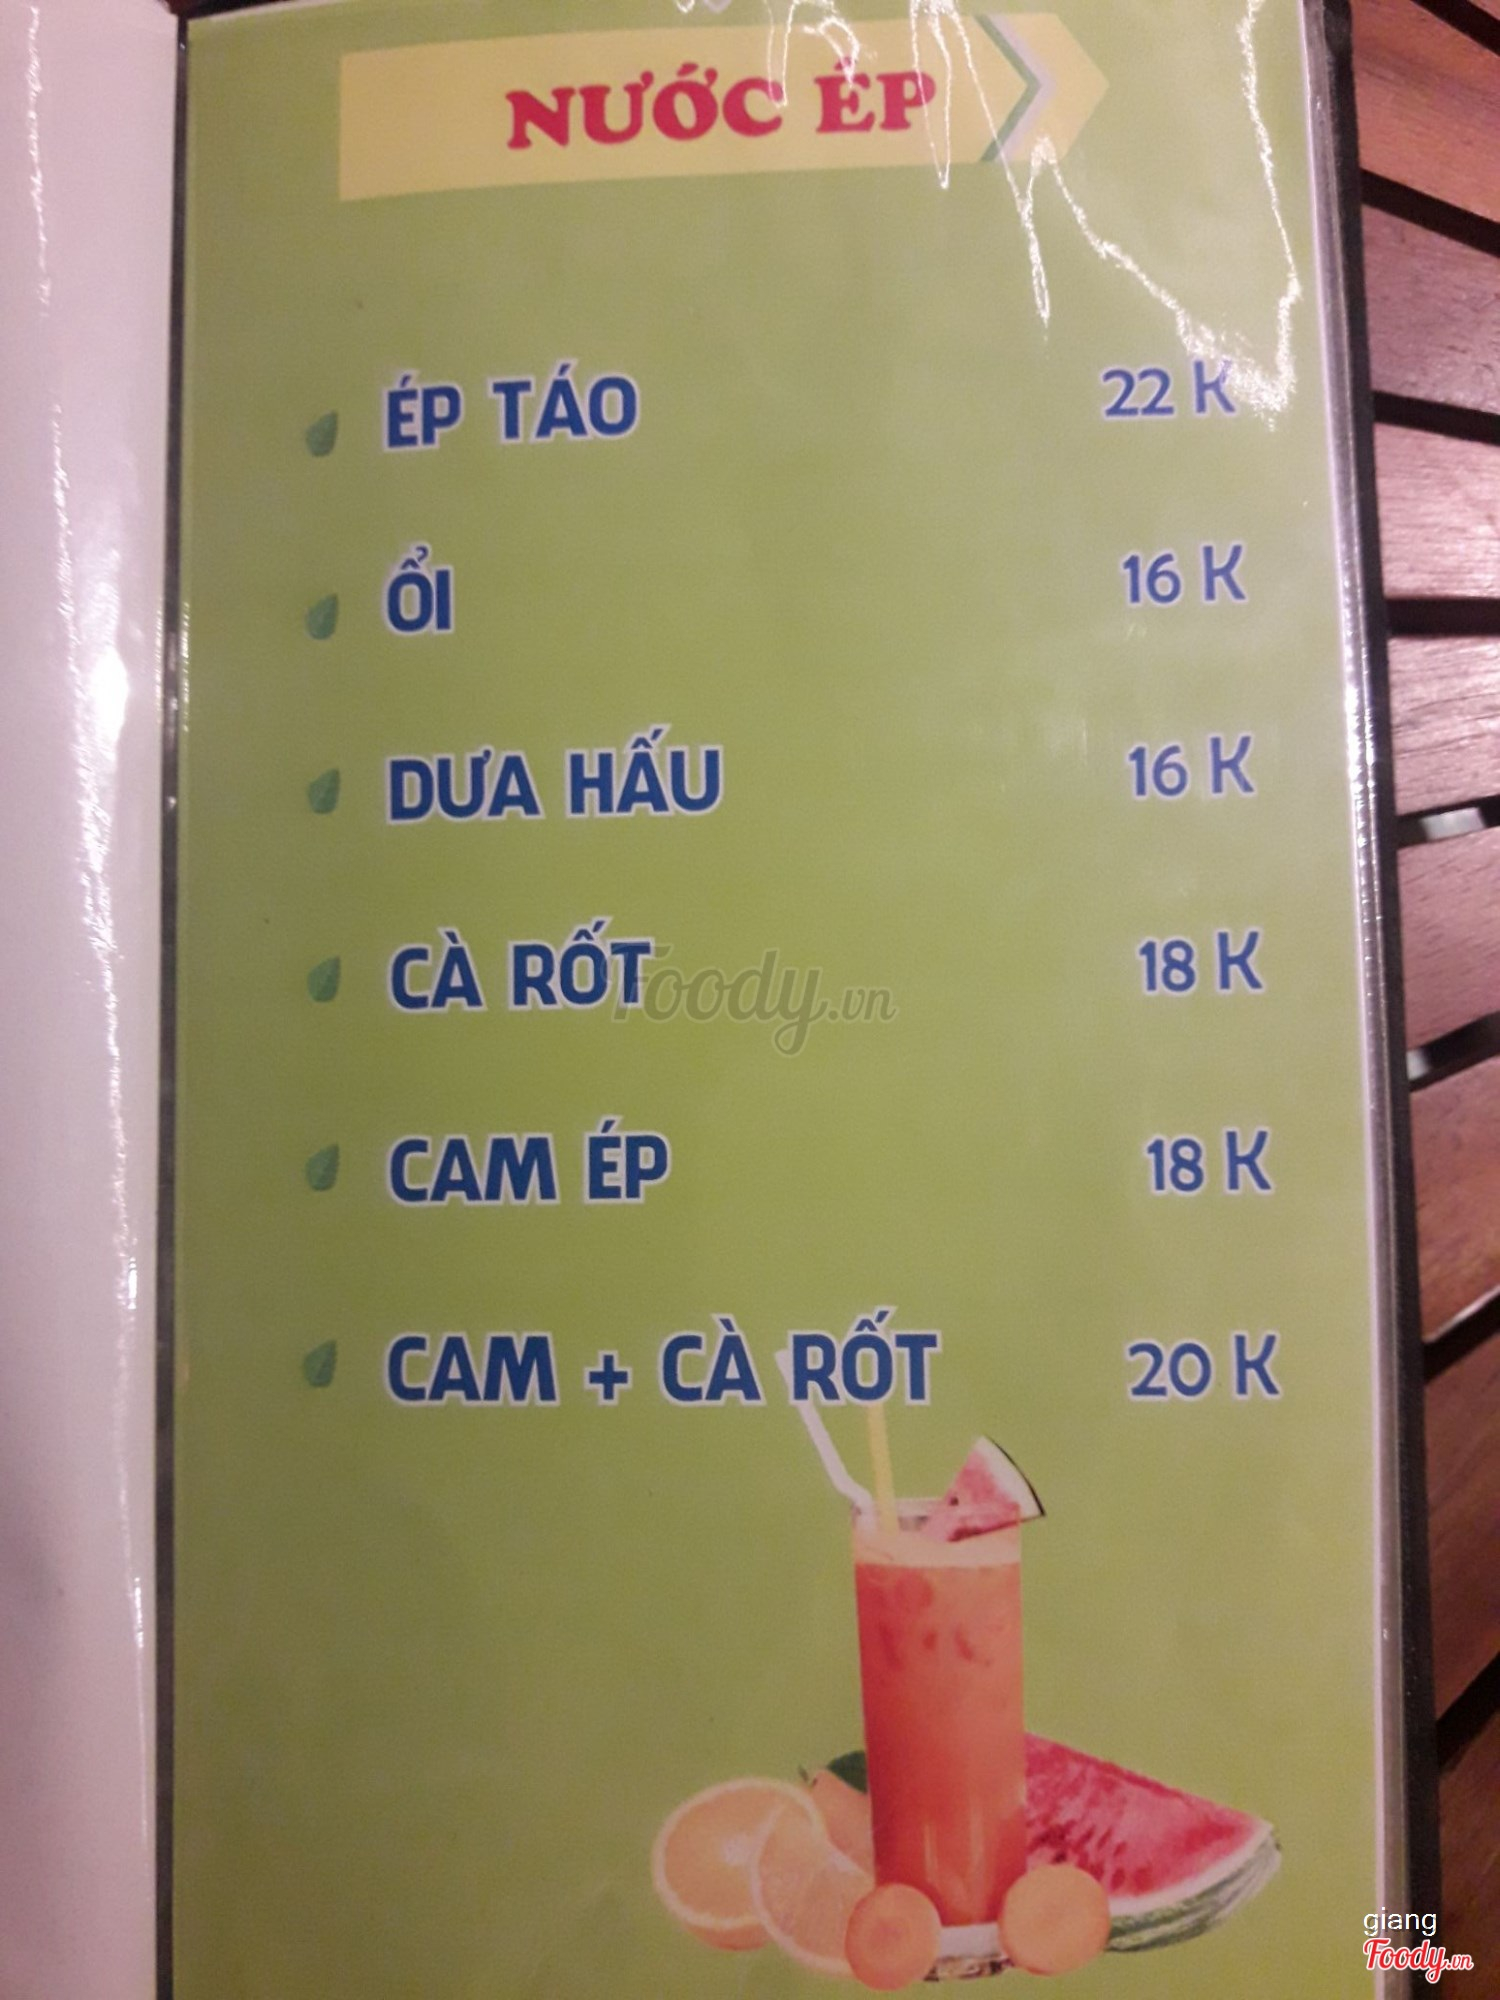 NƯỚC ÉP
ÉP TÁO 22 K
ỔI 16 K
DƯA HẤU 16 K
CÀ RỐT 18 K
Foody.vn
CAM ÉP 18 K
CAM + CÀ RỐT 20 K
giang
Foody.vn